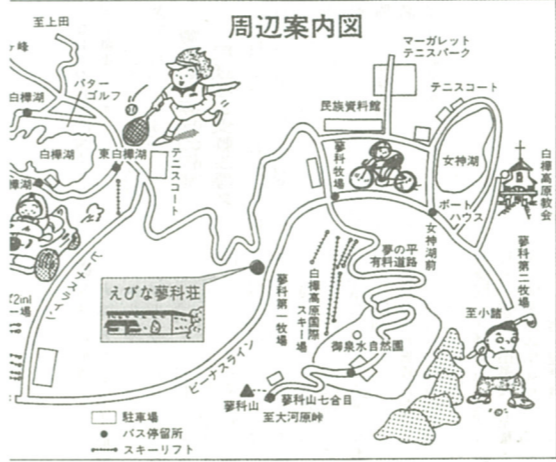 周辺案内図
至上田
ヶ峰
パター
ゴルフ
白樺湖
白樺湖
東白樺湖
テニスコート
樺湖
マーガレット
テニスパーク
民族資料館
テニスコート
女神湖
蓼科牧場
ボート
ハウス
白樺高原教会
女神湖前
蓼科第二牧場
夢の平
有料道路
至小諸
ビーナスライン
えびな蓼科荘
蓼科第一牧場
白樺高原国際
スキー場
御泉水自然園
ビーナスライン
蓼科山
蓼科山七合目
至大河原峠
駐車場
バス停留所
スキーリフト